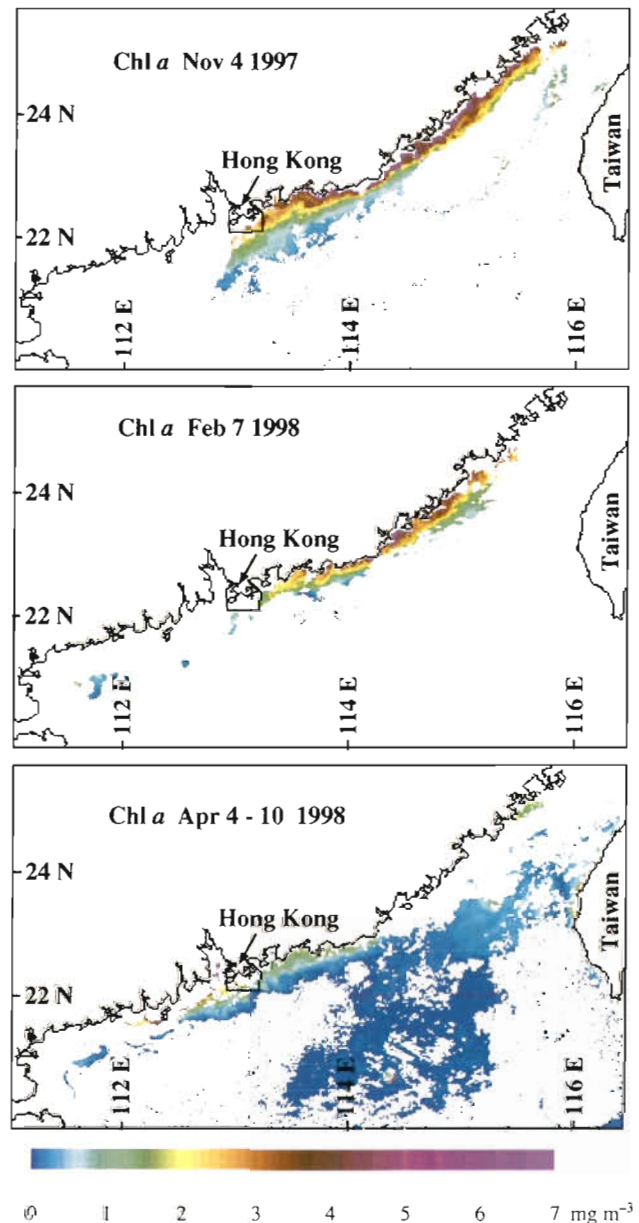 Chl a Nov 4 1997
24 N
Hong Kong
Taiwan
22 N
112 E
114 E
116 E
Chl a Feb 7 1998
24 N
Hong Kong
Taiwan
22 N
112 E
114 E
116 E
Chl a Apr 4 - 10 1998
24 N
Hong Kong
Taiwan
22 N
112 E
114 E
116 E
0 1 2 3 4 5 6 7 mg m⁻³